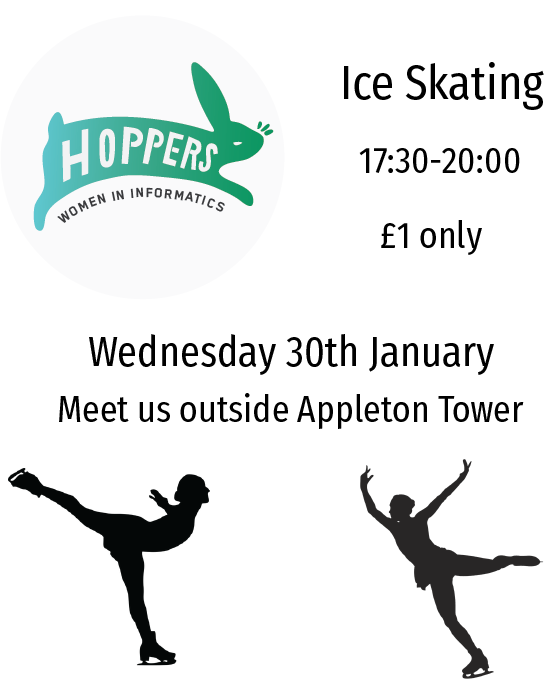 HOPPERS
WOMEN IN INFORMATICS
Ice Skating
17:30-20:00
£1 only
Wednesday 30th January
Meet us outside Appleton Tower